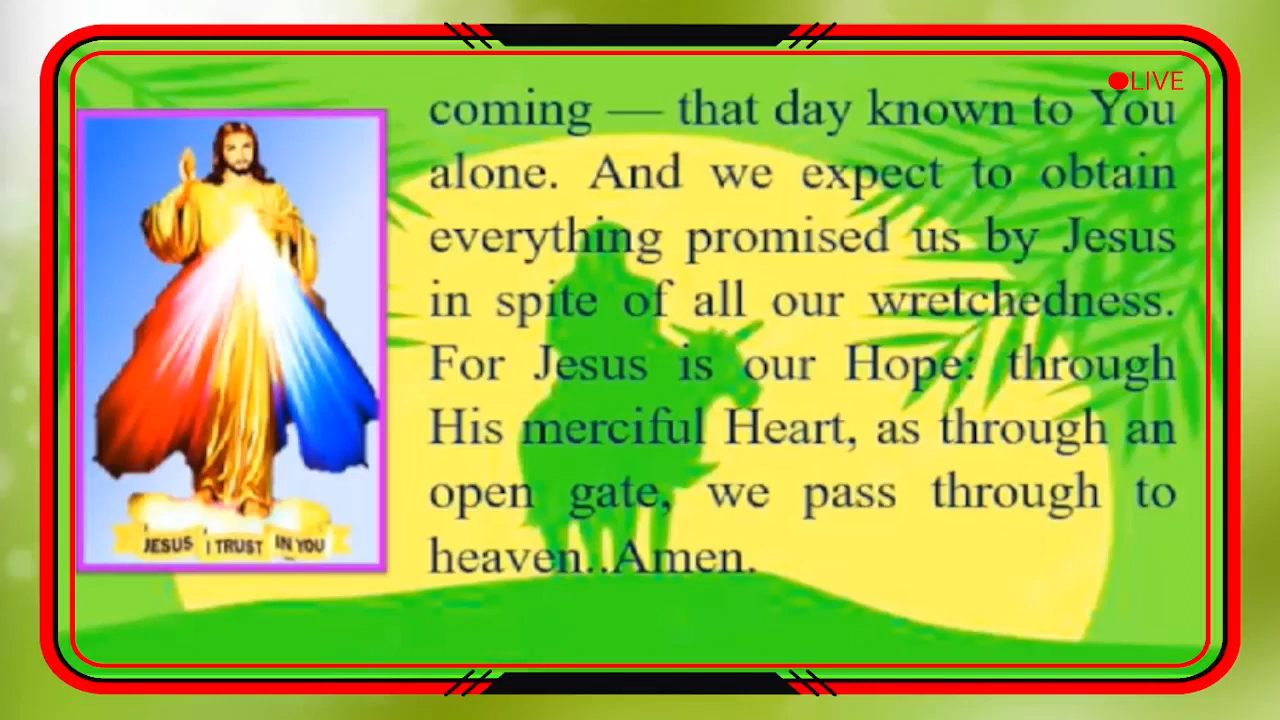 LIVE
coming — that day known to You
alone. And we expect to obtain
everything promised us by Jesus
in spite of all our wretchedness.
For Jesus is our Hope: through
His merciful Heart, as through an
open gate, we pass through to
heaven..Amen.
JESUS I TRUST IN YOU